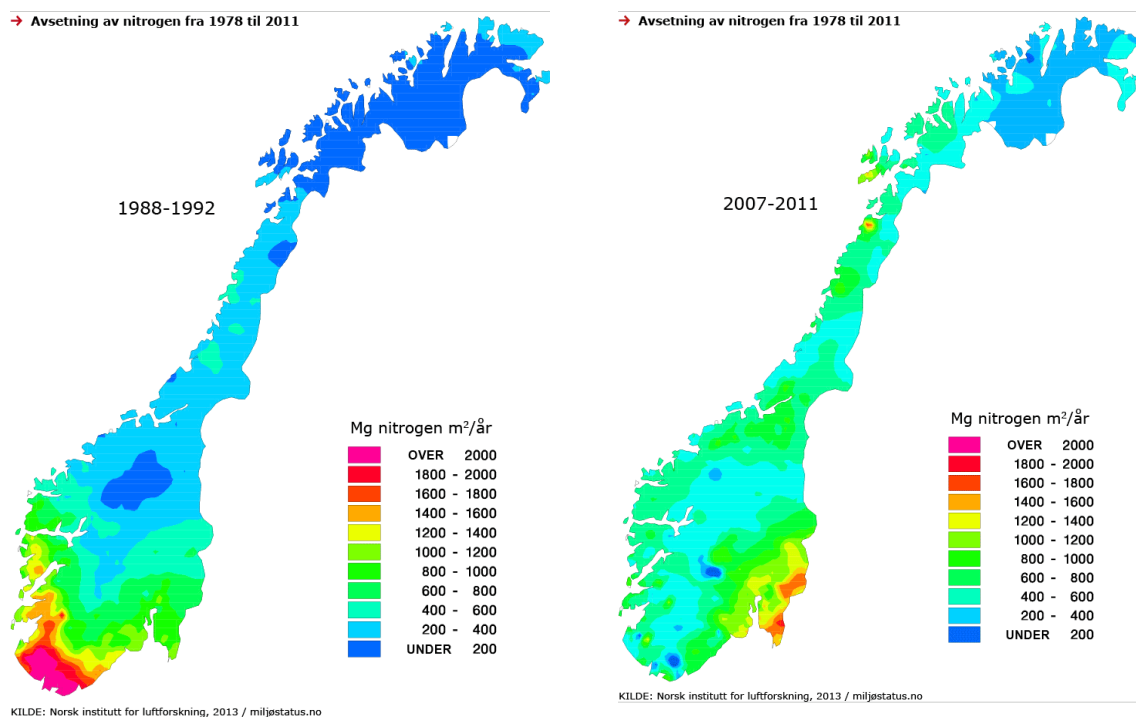 → Avsetning av nitrogen fra 1978 til 2011
1988-1992
Mg nitrogen m²/år
OVER 2000
1800 - 2000
1600 - 1800
1400 - 1600
1200 - 1400
1000 - 1200
800 - 1000
600 - 800
400 - 600
200 - 400
UNDER 200
KILDE: Norsk institutt for luftforskning, 2013 / miljøstatus.no
→ Avsetning av nitrogen fra 1978 til 2011
2007-2011
Mg nitrogen m²/år
OVER 2000
1800 - 2000
1600 - 1800
1400 - 1600
1200 - 1400
1000 - 1200
800 - 1000
600 - 800
400 - 600
200 - 400
UNDER 200
KILDE: Norsk institutt for luftforskning, 2013 / miljøstatus.no